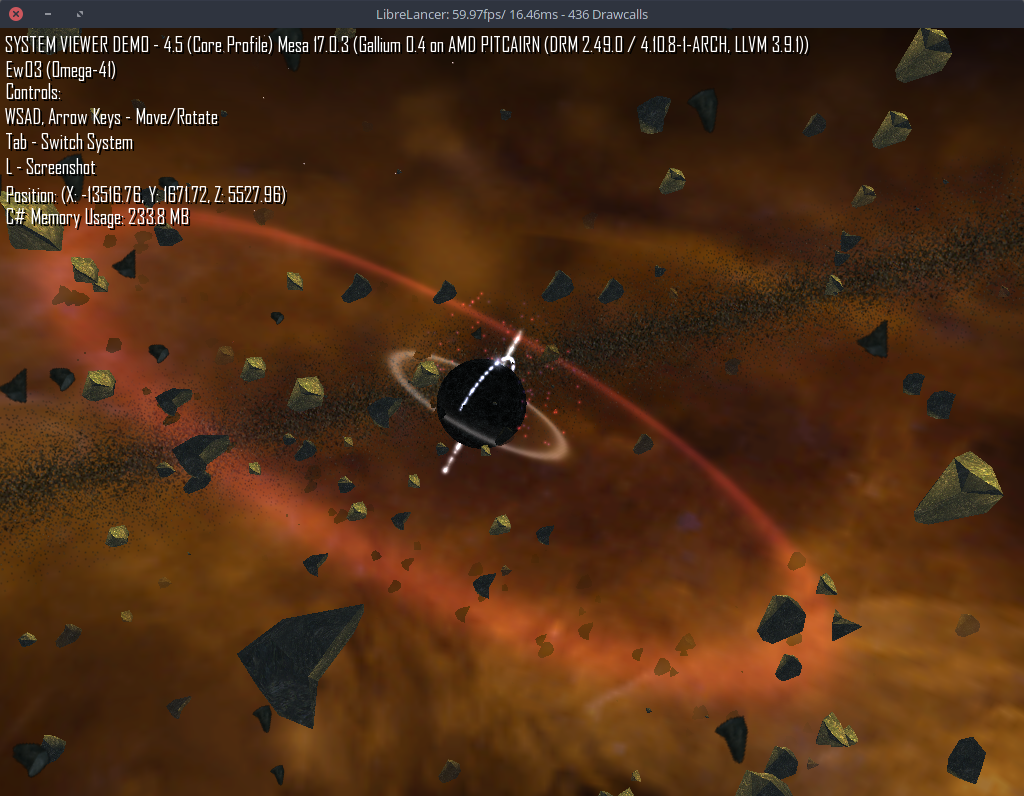 LibreLancer: 59.97fps/ 16.46ms - 436 Drawcalls
SYSTEM VIEWER DEMO - 4.5 (Core Profile) Mesa 17.0.3 (Gallium 0.4 on AMD PITCAIRN (DRM 2.49.0 / 4.10.8-1-ARCH, LLVM 3.9.1))
Ew03 (Omega-41)
Controls:
WSAD, Arrow Keys - Move/Rotate
Tab - Switch System
L - Screenshot
Position: (X: -13516.76, Y: 1671.72, Z: 5527.96)
C# Memory Usage: 233.8 MB